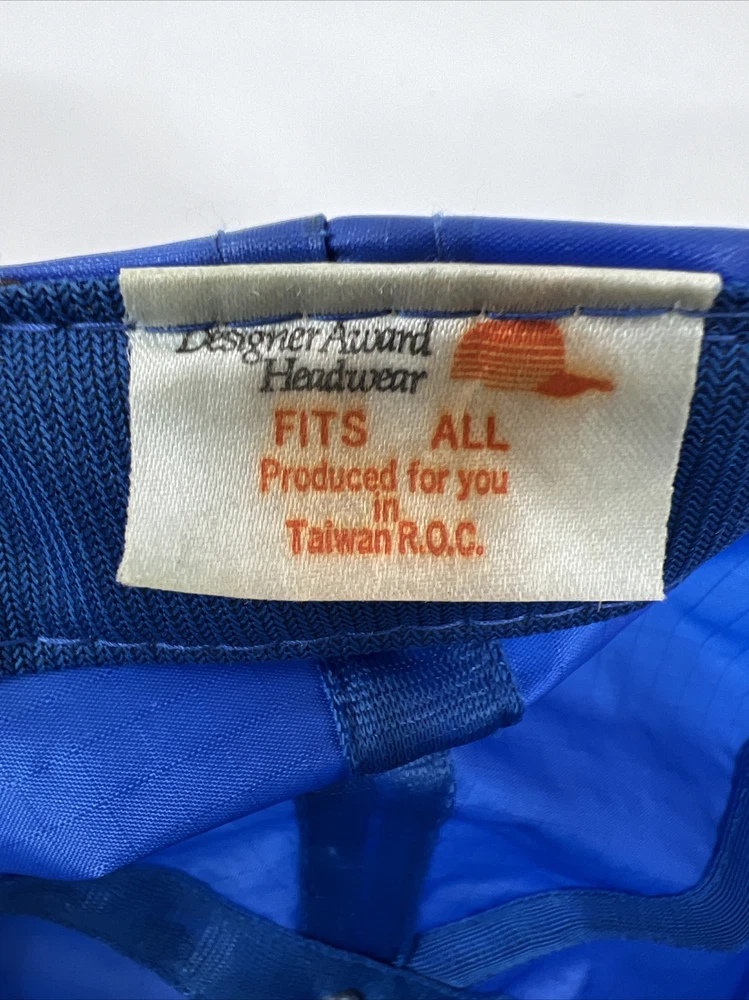 Designer Award
Headwear
FITS ALL
Produced for you
in
Taiwan R.O.C.